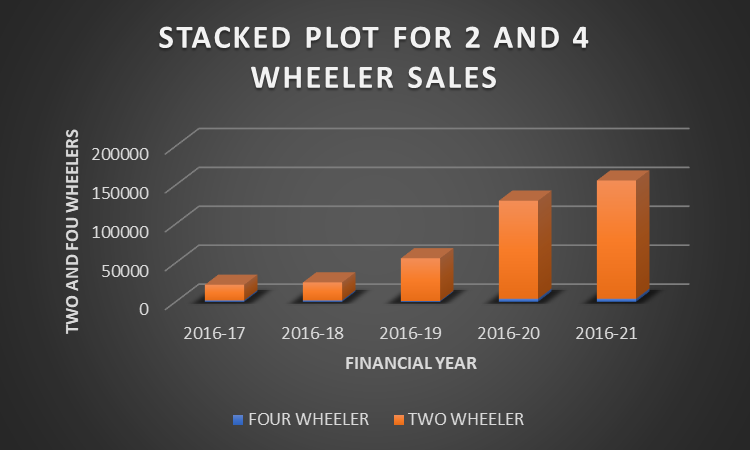 STACKED PLOT FOR 2 AND 4
WHEELER SALES
TWO AND FOU WHEELERS
200000
150000
100000
50000
0
2016-17 2016-18 2016-19 2016-20 2016-21
FINANCIAL YEAR
FOUR WHEELER TWO WHEELER